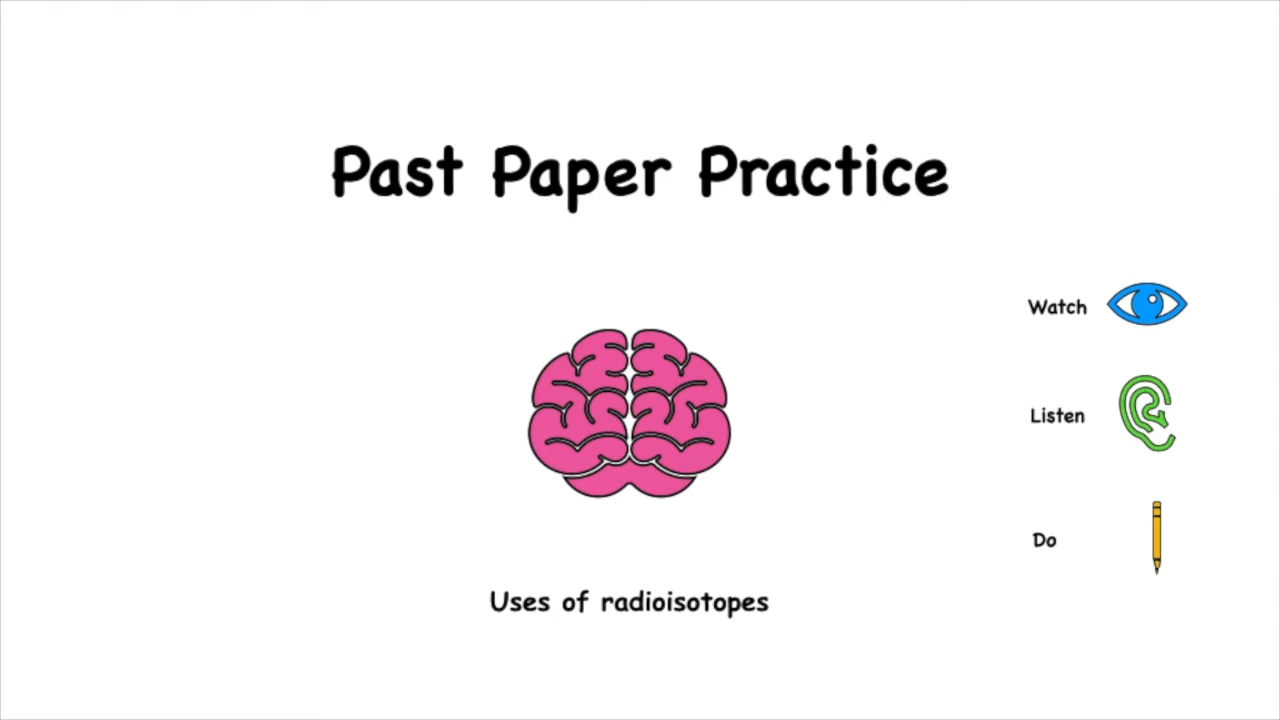 Past Paper Practice
Watch
Listen
Do
Uses of radioisotopes